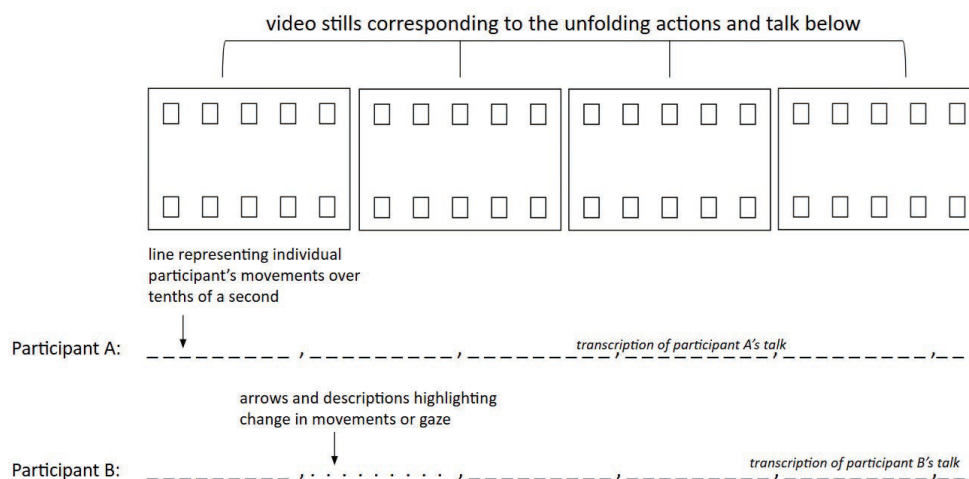 video stills corresponding to the unfolding actions and talk below
line representing individual
participant's movements over
tenths of a second
Participant A: _ _ _ _ _ _ _ _ _ , _ _ _ _ _ _ _ _ _ , _ _ _ _ _ _ _ _ _ , _ _ _ _ _ _ _ _ _ , _ _ _ _ _ _ _ _ _ , _ _
transcription of participant A's talk
arrows and descriptions highlighting
change in movements or gaze
Participant B: _ _ _ _ _ _ _ _ _ , . . . . . . . . . , _ _ _ _ _ _ _ _ _ , _ _ _ _ _ _ _ _ _ , _ _ _ _ _ _ _ _ _ , _ _
transcription of participant B's talk